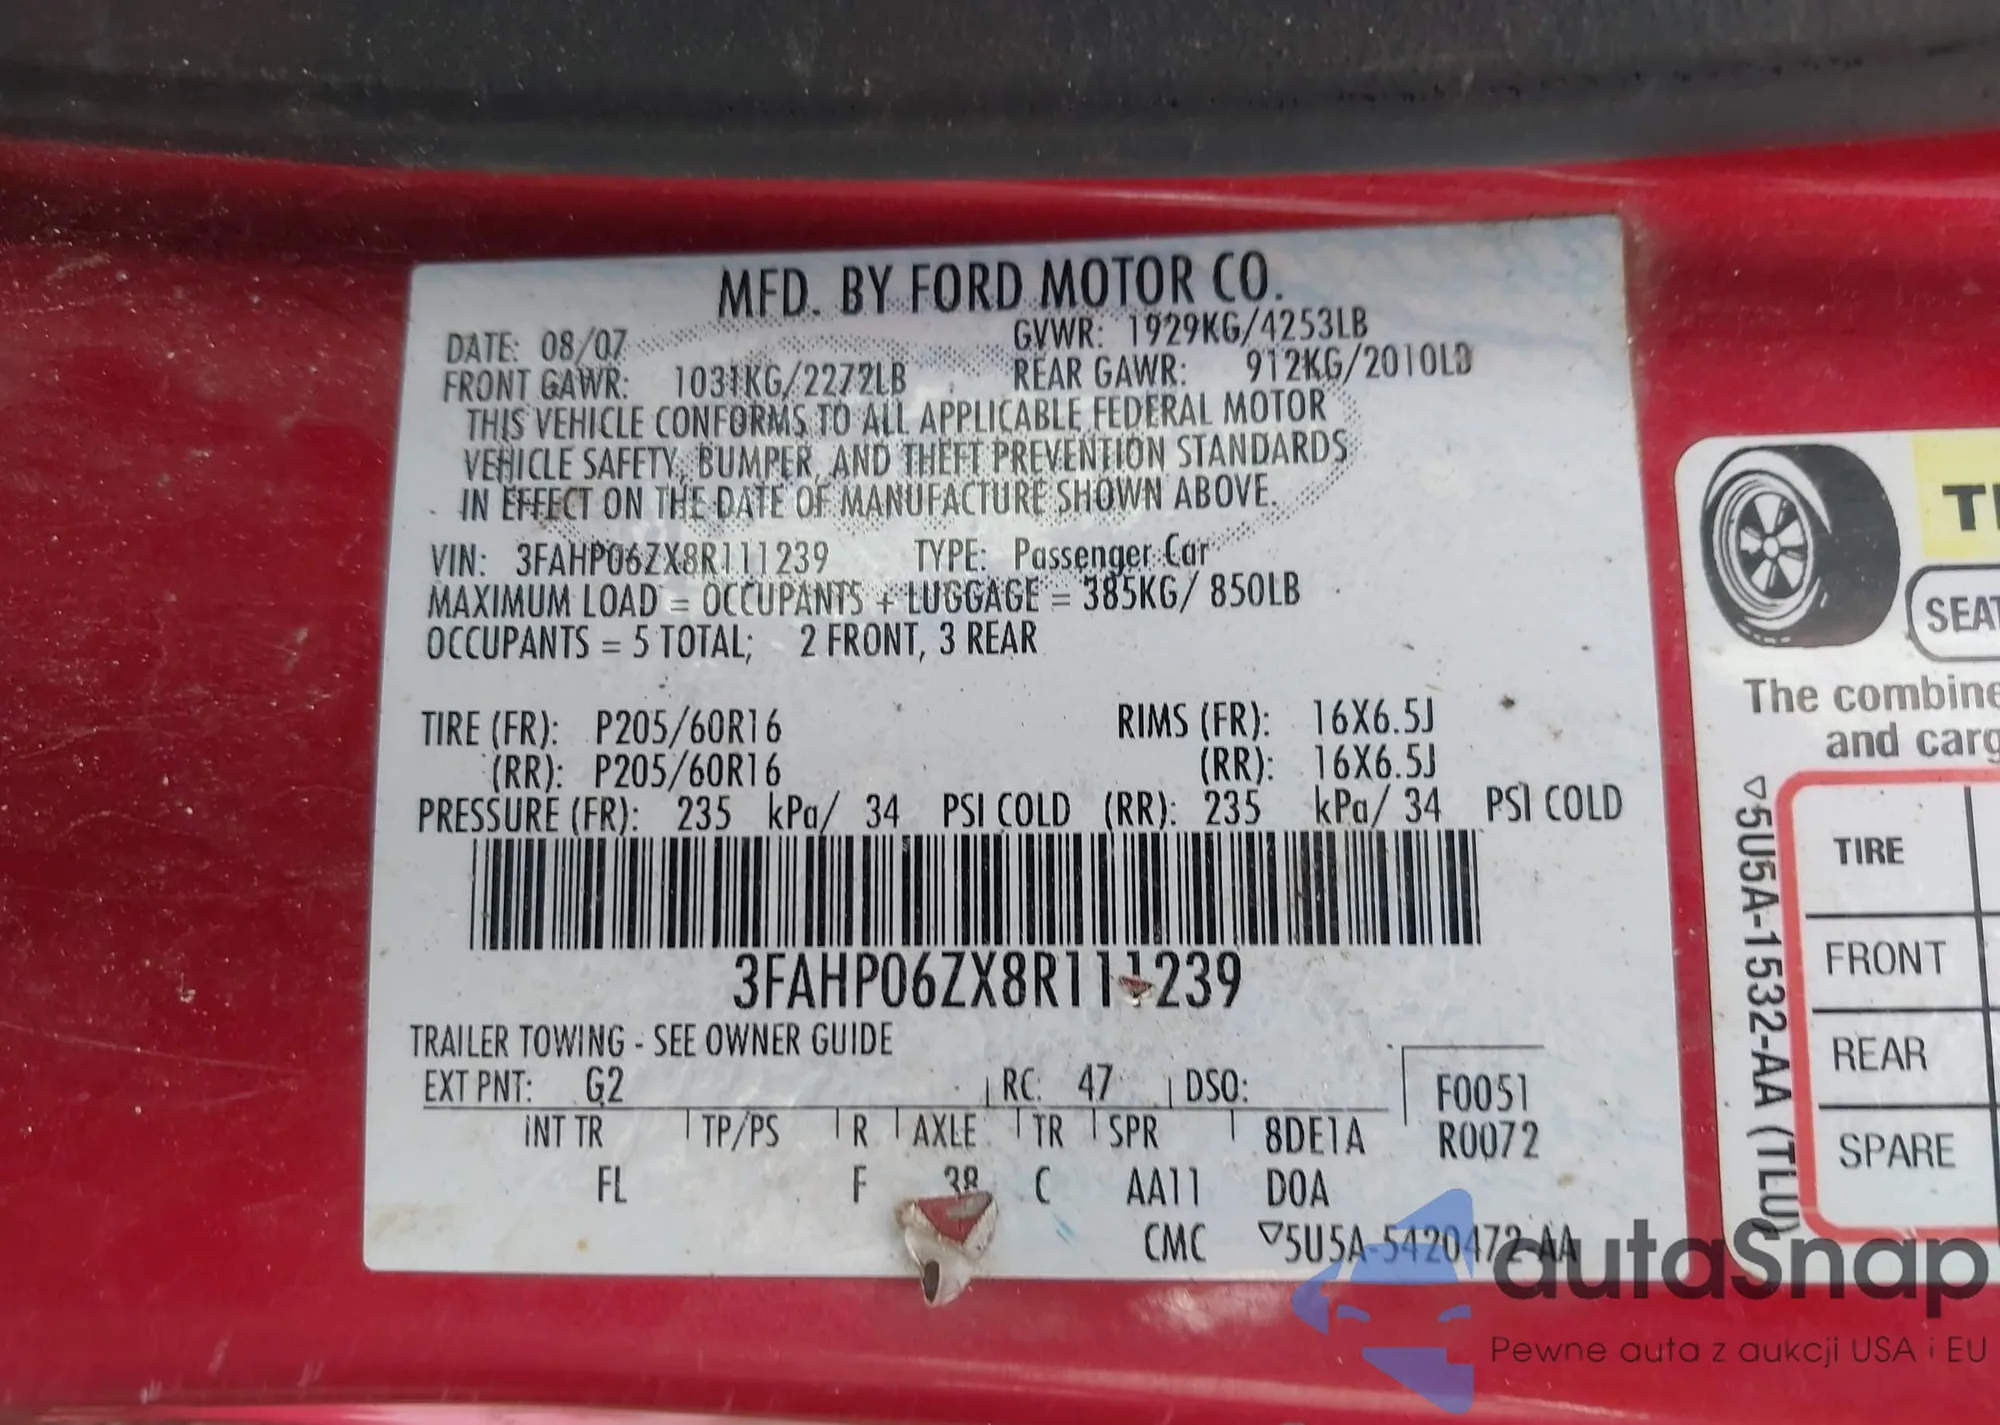 MFD. BY FORD MOTOR CO.
DATE: 08/07 GVWR: 1929KG/4253LB
FRONT GAWR: 1031KG/2272LB REAR GAWR: 912KG/2010LB
THIS VEHICLE CONFORMS TO ALL APPLICABLE FEDERAL MOTOR
VEHICLE SAFETY, BUMPER, AND THEFT PREVENTION STANDARDS
IN EFFECT ON THE DATE OF MANUFACTURE SHOWN ABOVE.
VIN: 3FAHP06ZX8R111239 TYPE: Passenger Car
MAXIMUM LOAD = OCCUPANTS + LUGGAGE = 385KG/ 850LB
OCCUPANTS = 5 TOTAL; 2 FRONT, 3 REAR
TIRE (FR): P205/60R16 RIMS (FR): 16X6.5J
(RR): P205/60R16 (RR): 16X6.5J
PRESSURE (FR): 235 kPa/ 34 PSI COLD (RR): 235 kPa/ 34 PSI COLD
3FAHP06ZX8R111239
TRAILER TOWING - SEE OWNER GUIDE
EXT PNT: G2 RC: 47 DSO: F0051
INT TR TP/PS R AXLE TR SPR 8DE1A R0072
FL F 38 C AA11 D0A
CMC ▽5U5A-5420472-AA
SEAT
The combine
and carg
▽5U5A-1532-AA (TLU)
TIRE
FRONT
REAR
SPARE
autoSnap
Pewne auta z aukcji USA i EU